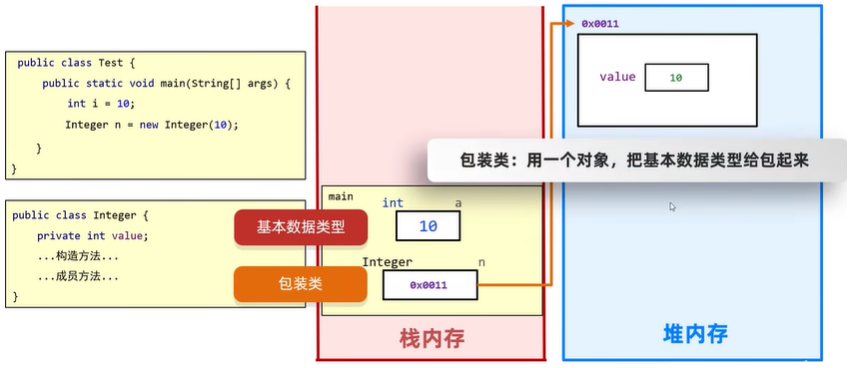 public class Test {
public static void main(String[] args) {
int i = 10;
Integer n = new Integer(10);
}
}
public class Integer {
private int value;
...构造方法...
...成员方法...
}
基本数据类型
包装类
main
int a
10
Integer n
0x0011
栈内存
0x0011
value 10
包装类：用一个对象，把基本数据类型给包起来
堆内存